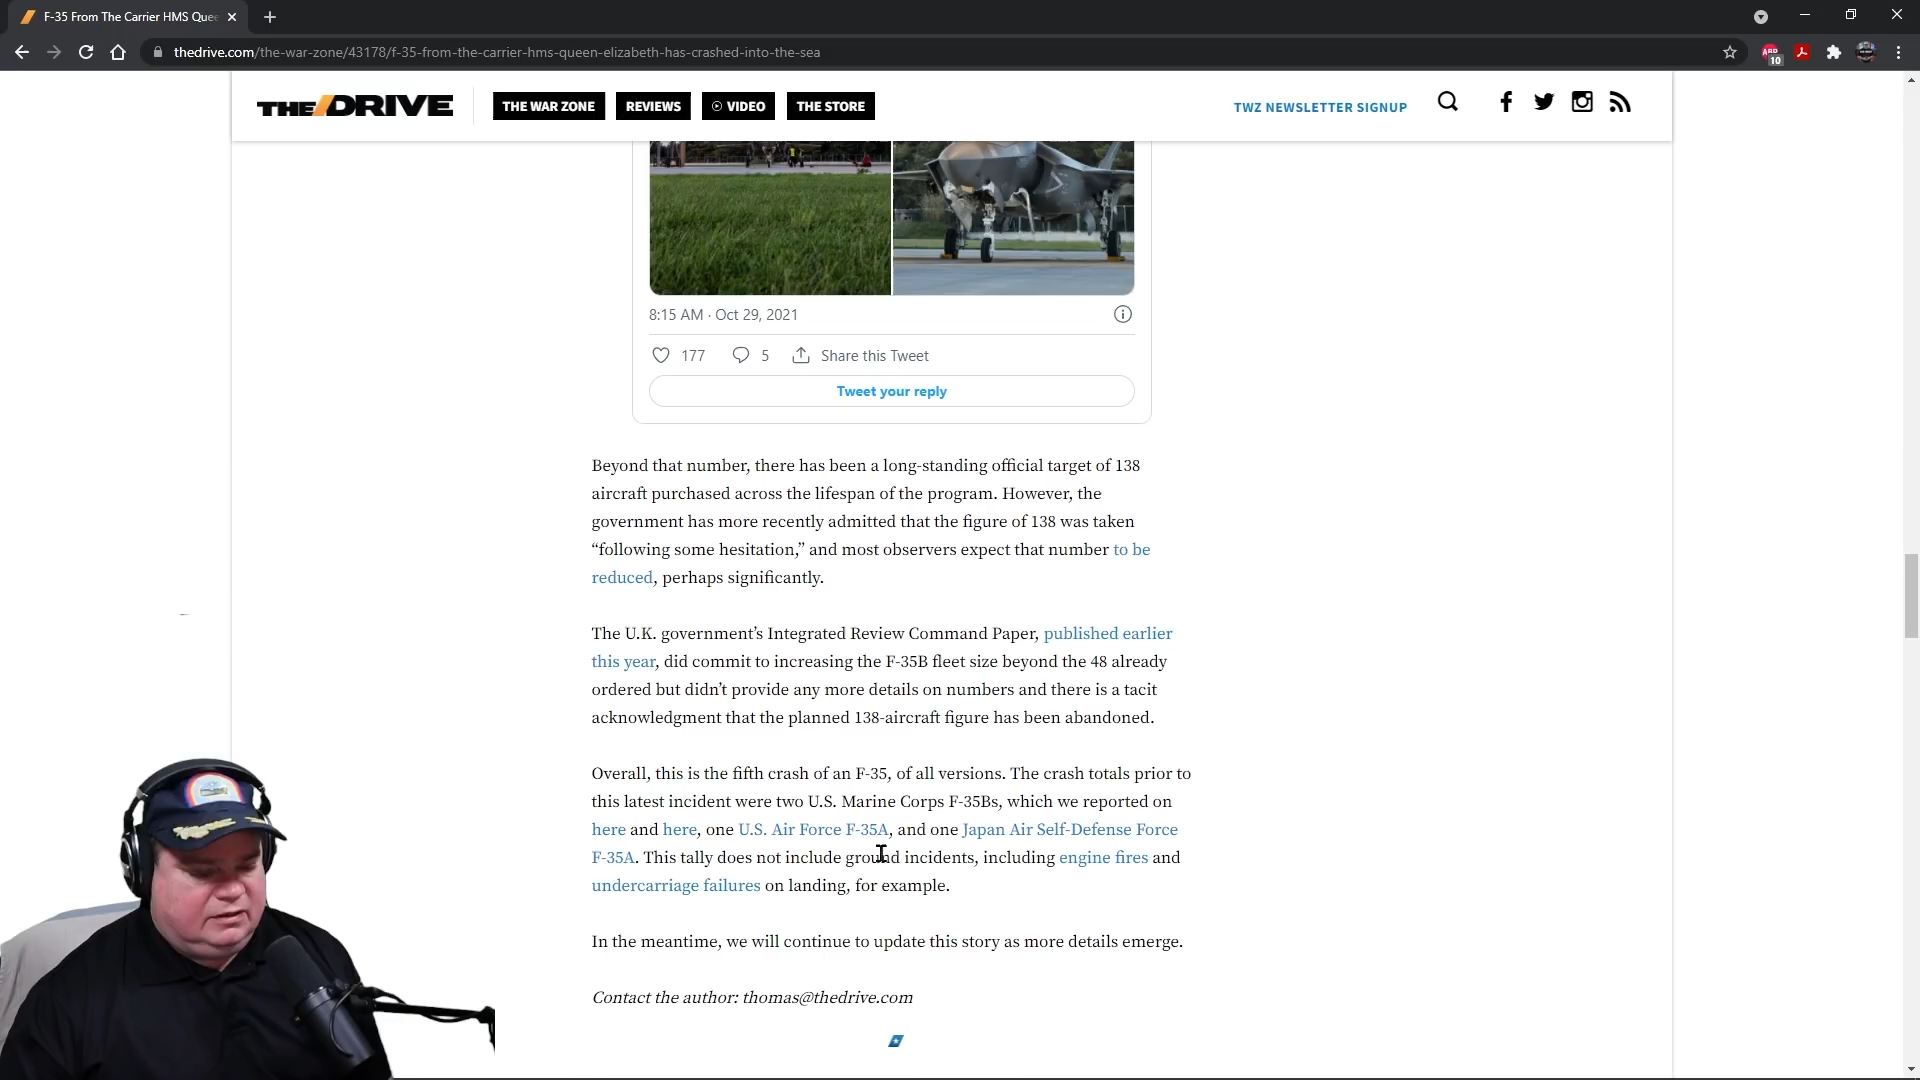 F-35 From The Carrier HMS Quee
thedrive.com/the-war-zone/43178/f-35-from-the-carrier-hms-queen-elizabeth-has-crashed-into-the-sea
ABP
10
THE DRIVE
THE WAR ZONE
REVIEWS
VIDEO
THE STORE
TWZ NEWSLETTER SIGNUP
8:15 AM · Oct 29, 2021
177
5
Share this Tweet
Tweet your reply
Beyond that number, there has been a long-standing official target of 138
aircraft purchased across the lifespan of the program. However, the
government has more recently admitted that the figure of 138 was taken
“following some hesitation,” and most observers expect that number to be
reduced, perhaps significantly.
The U.K. government’s Integrated Review Command Paper, published earlier
this year, did commit to increasing the F-35B fleet size beyond the 48 already
ordered but didn’t provide any more details on numbers and there is a tacit
acknowledgment that the planned 138-aircraft figure has been abandoned.
Overall, this is the fifth crash of an F-35, of all versions. The crash totals prior to
this latest incident were two U.S. Marine Corps F-35Bs, which we reported on
here and here, one U.S. Air Force F-35A, and one Japan Air Self-Defense Force
F-35A. This tally does not include ground incidents, including engine fires and
undercarriage failures on landing, for example.
In the meantime, we will continue to update this story as more details emerge.
Contact the author: thomas@thedrive.com